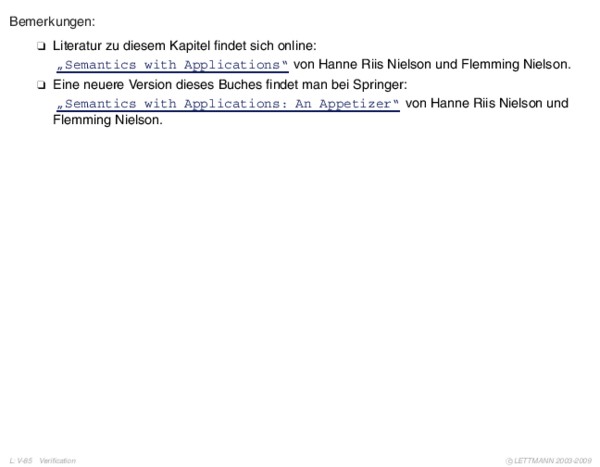 Bemerkungen:
❑ Literatur zu diesem Kapitel findet sich online:
„Semantics with Applications“ von Hanne Riis Nielson und Flemming Nielson.
❑ Eine neuere Version dieses Buches findet man bei Springer:
„Semantics with Applications: An Appetizer“ von Hanne Riis Nielson und
Flemming Nielson.
L: V-65 Verification
© LETTMANN 2003-2009